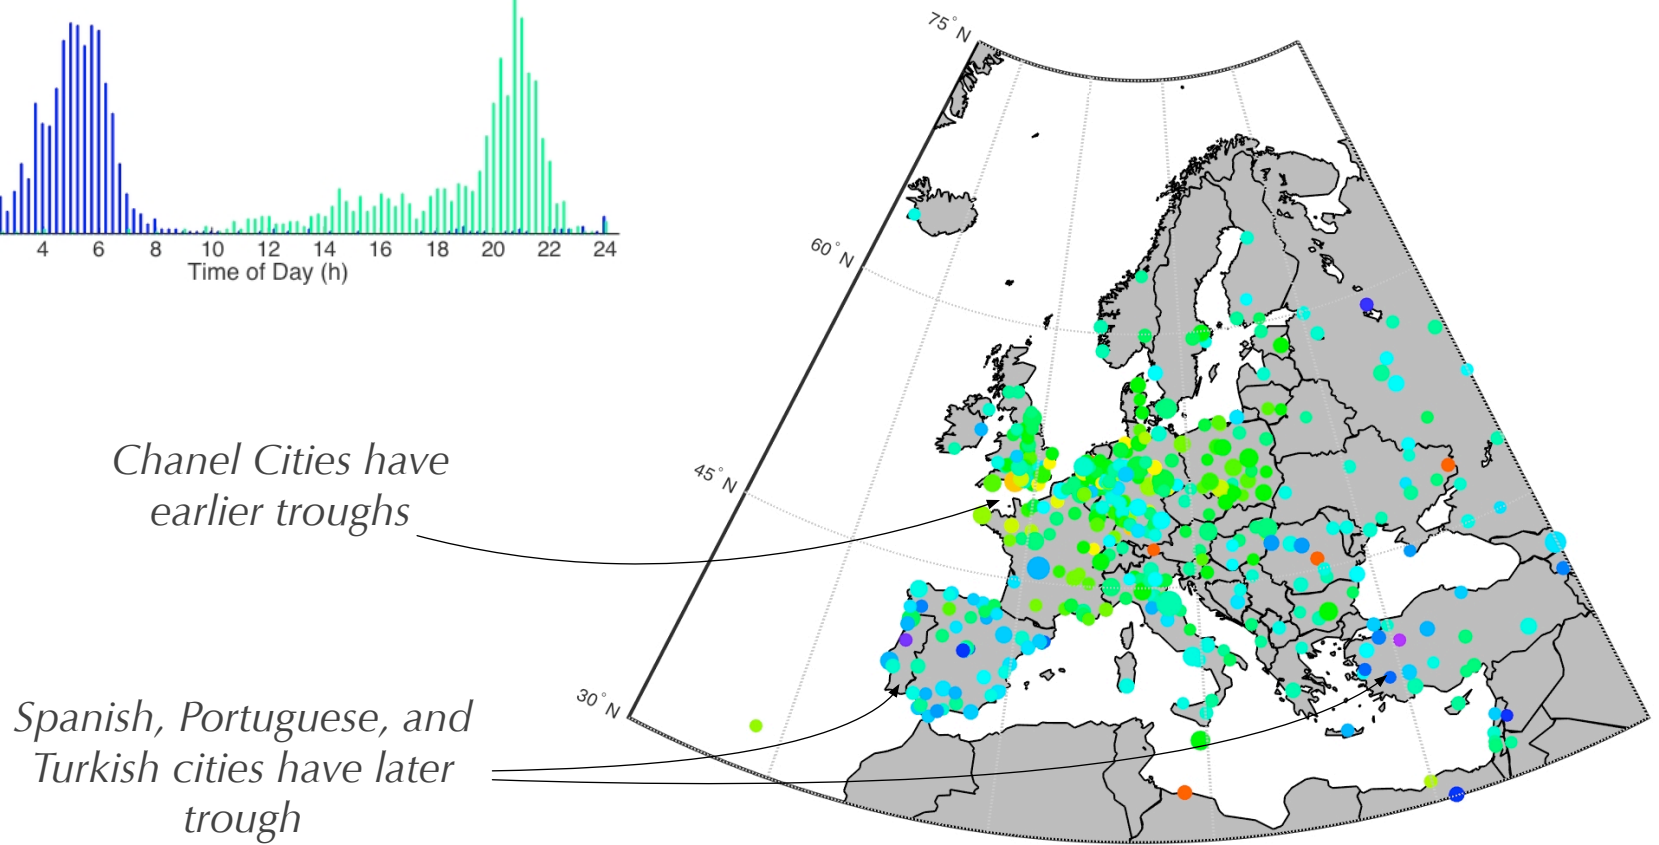 4 6 8 10 12 14 16 18 20 22 24
Time of Day (h)
75° N
60° N
45° N
30° N
Chanel Cities have
earlier troughs
Spanish, Portuguese, and
Turkish cities have later
trough